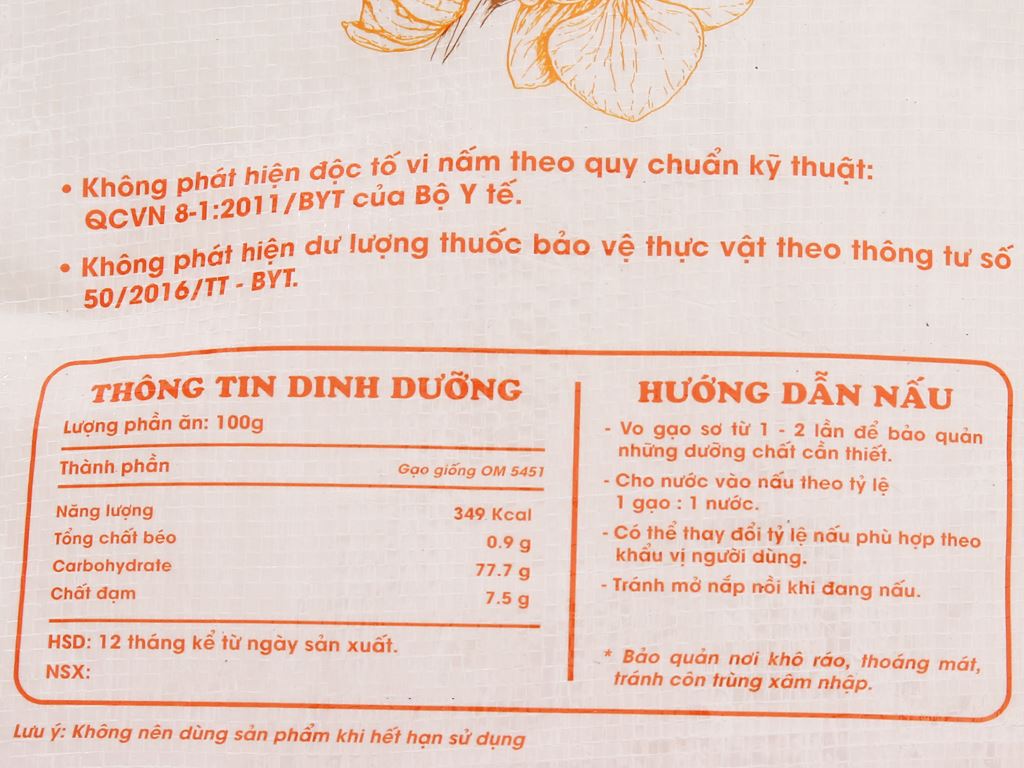 • Không phát hiện độc tố vi nấm theo quy chuẩn kỹ thuật:
QCVN 8-1:2011/BYT của Bộ Y tế.
• Không phát hiện dư lượng thuốc bảo vệ thực vật theo thông tư số
50/2016/TT - BYT.
THÔNG TIN DINH DƯỠNG
Lượng phần ăn: 100g
Thành phần Gạo giống OM 5451
Năng lượng 349 Kcal
Tổng chất béo 0.9 g
Carbohydrate 77.7 g
Chất đạm 7.5 g
HSD: 12 tháng kể từ ngày sản xuất.
NSX:
HƯỚNG DẪN NẤU
- Vo gạo sơ từ 1 - 2 lần để bảo quản
những dưỡng chất cần thiết.
- Cho nước vào nấu theo tỷ lệ
1 gạo : 1 nước.
- Có thể thay đổi tỷ lệ nấu phù hợp theo
khẩu vị người dùng.
- Tránh mở nắp nồi khi đang nấu.
* Bảo quản nơi khô ráo, thoáng mát,
tránh côn trùng xâm nhập.
Lưu ý: Không nên dùng sản phẩm khi hết hạn sử dụng